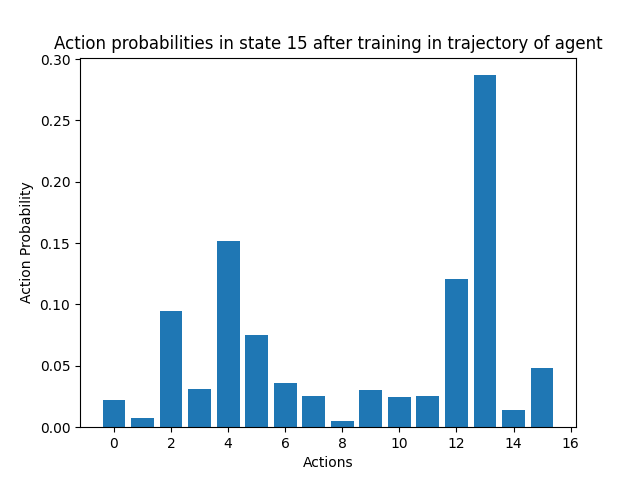 Action probabilities in state 15 after training in trajectory of agent
0.30
0.25
0.20
0.15
0.10
0.05
0.00
Action Probability
0 2 4 6 8 10 12 14 16
Actions